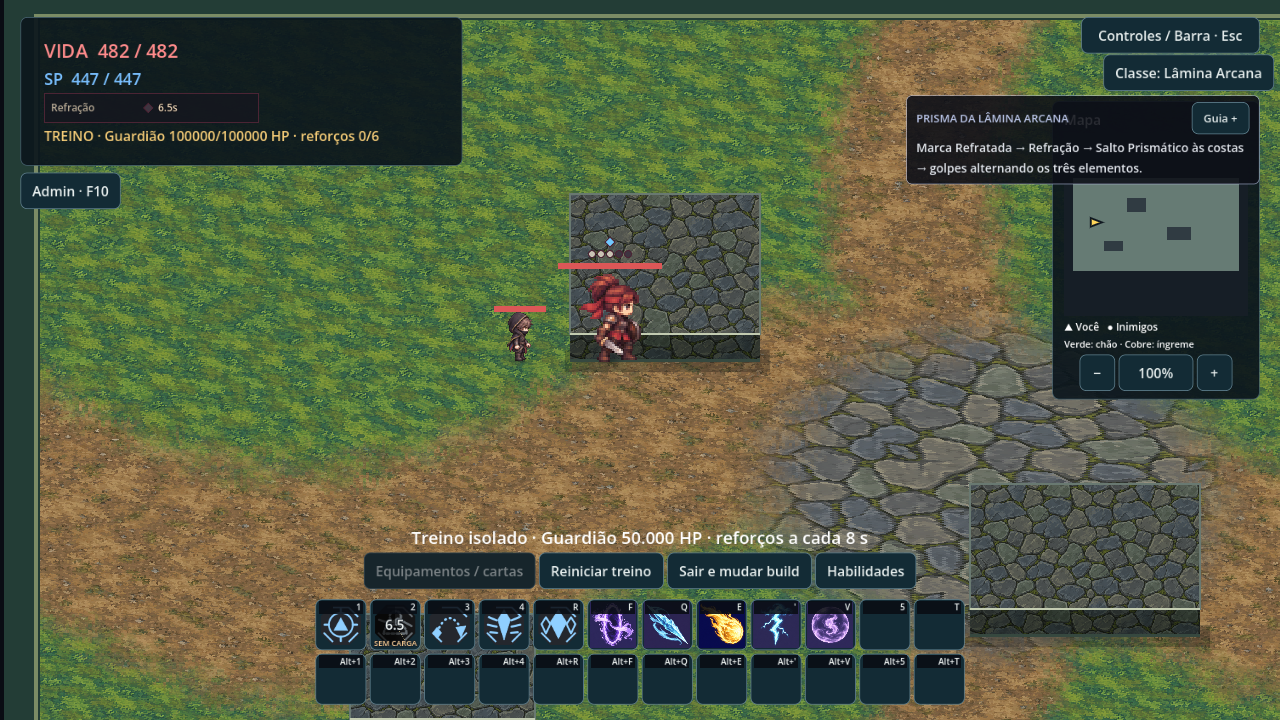 VIDA 482 / 482
SP 447 / 447
Refração 6.5s
TREINO · Guardião 100000/100000 HP · reforços 0/6
Admin · F10
Controles / Barra · Esc
Classe: Lâmina Arcana
PRISMA DA LÂMINA ARCANA
Mapa
Guia +
Marca Refratada → Refração → Salto Prismático às costas
→ golpes alternando os três elementos.
▲ Você ● Inimigos
Verde: chão · Cobre: íngreme
− 100% +
Treino isolado · Guardião 50.000 HP · reforços a cada 8 s
Equipamentos / cartas Reiniciar treino Sair e mudar build Habilidades
1 2 3 4 R F Q E ' V 5 T
6.5
SEM CARGA
Alt+1 Alt+2 Alt+3 Alt+4 Alt+R Alt+F Alt+Q Alt+E Alt+' Alt+V Alt+5 Alt+T